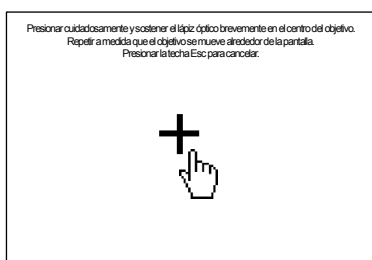 Presionar cuidadosamente y sostener el lápiz óptico brevemente en el centro del objetivo.
Repetir a medida que el objetivo se mueve alrededor de la pantalla.
Presionar la techa Esc para cancelar.